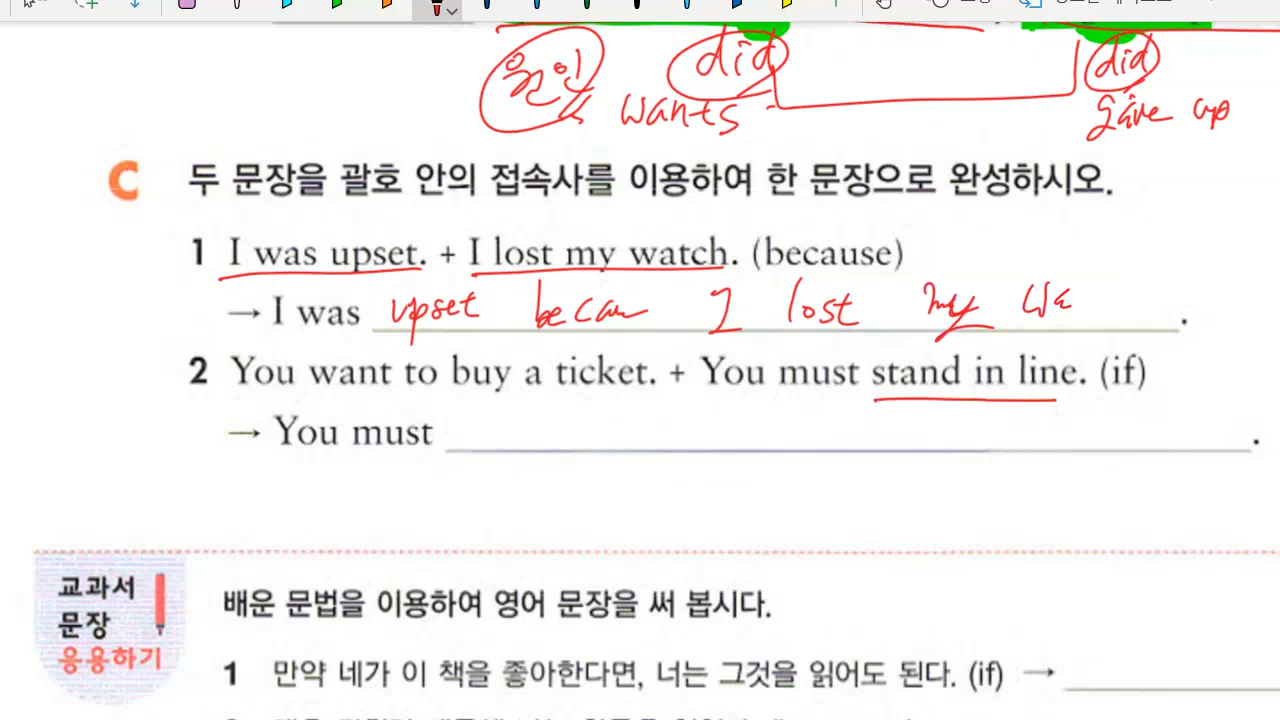 원인 did did
wants gave up
C 두 문장을 괄호 안의 접속사를 이용하여 한 문장으로 완성하시오.
1 I was upset. + I lost my watch. (because)
→ I was upset becau I lost my wa .
2 You want to buy a ticket. + You must stand in line. (if)
→ You must .
교과서
문장
응용하기
배운 문법을 이용하여 영어 문장을 써 봅시다.
1 만약 네가 이 책을 좋아한다면, 너는 그것을 읽어도 된다. (if) →